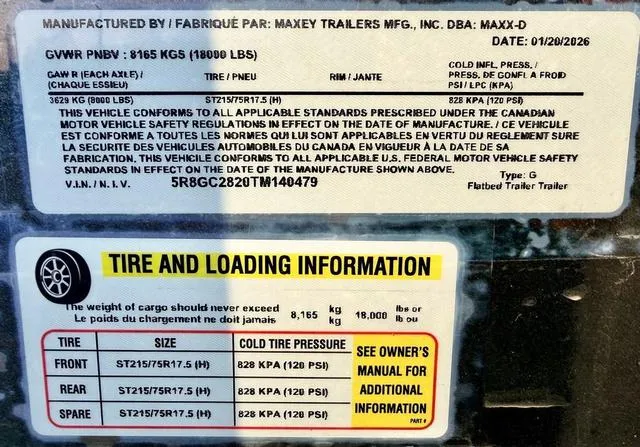 MANUFACTURED BY / FABRIQUÉ PAR: MAXEY TRAILERS MFG., INC. DBA: MAXX-D
DATE: 01/20/2026
GVWR PNBV : 8165 KGS (18000 LBS)
GAWR (EACH AXLE) / (CHAQUE ESSIEU) TIRE / PNEU RIM / JANTE COLD INFL. PRESS. / PRESS. DE GONFL A FROID PSI / LPC (KPA)
3629 KG (8000 LBS) ST215/75R17.5 (H) 828 KPA (120 PSI)
THIS VEHICLE CONFORMS TO ALL APPLICABLE STANDARDS PRESCRIBED UNDER THE CANADIAN
MOTOR VEHICLE SAFETY REGULATIONS IN EFFECT ON THE DATE OF MANUFACTURE. / CE VEHICULE
EST CONFORME A TOUTES LES NORMES QUI LUI SONT APPLICABLES EN VERTU DU REGLEMENT SURE
LA SECURITE DES VEHICULES AUTOMOBILES DU CANADA EN VIGUEUR À LA DATE DE SA
FABRICATION. THIS VEHICILE CONFORMS TO ALL APPLICABLE U.S. FEDERAL MOTOR VEHICLE SAFETY
STANDARDS IN EFFECT ON THE DATE OF THE MANUFACTURE SHOWN ABOVE.
V.I.N. / N. I. V. 5R8GC2820TM140479 Type: G
Flatbed Trailer Trailer
TIRE AND LOADING INFORMATION
The weight of cargo should never exceed 8,165 kg 18,000 lbs or
Le poids du chargement ne doit jamais kg lb ou
TIRE SIZE COLD TIRE PRESSURE
FRONT ST215/75R17.5 (H) 828 KPA (120 PSI)
REAR ST215/75R17.5 (H) 828 KPA (120 PSI)
SPARE ST215/75R17.5 (H) 828 KPA (120 PSI)
SEE OWNER'S
MANUAL FOR
ADDITIONAL
INFORMATION
PART #